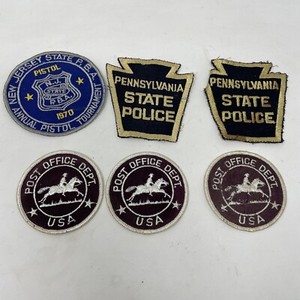 NEW JERSEY STATE P.B.A.
PISTOL
N.J.
STATE
P.B.A.
1970
ANNUAL PISTOL TOURNAMENT
PENNSYLVANIA
STATE
POLICE
PENNSYLVANIA
STATE
POLICE
POST OFFICE DEPT.
USA
POST OFFICE DEPT.
USA
POST OFFICE DEPT.
USA